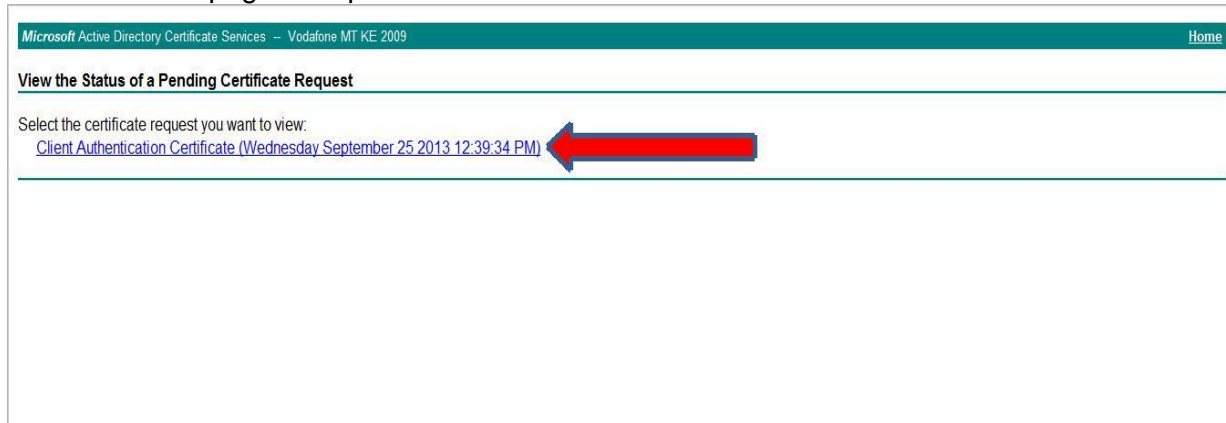 Microsoft Active Directory Certificate Services -- Vodafone MT KE 2009 Home
View the Status of a Pending Certificate Request
Select the certificate request you want to view:
Client Authentication Certificate (Wednesday September 25 2013 12:39:34 PM)